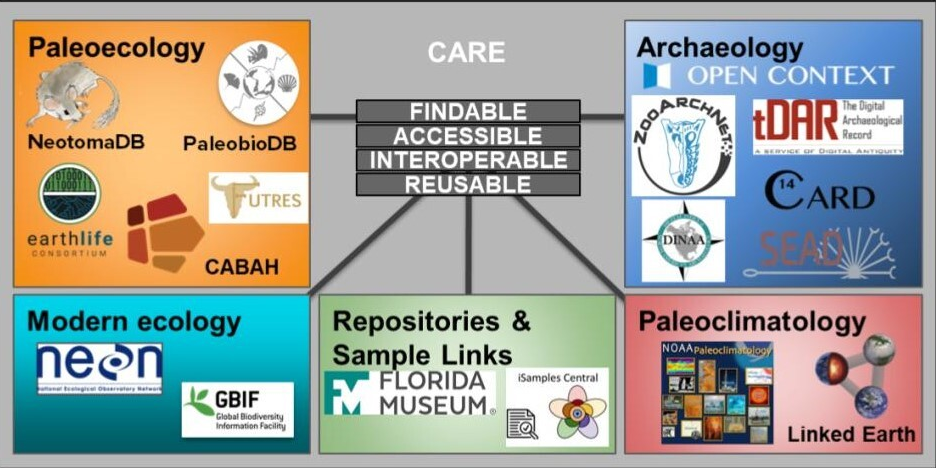 Paleoecology
NeotomaDB
PaleobioDB
01000
010000111
earthlife
CONSORTIUM
FUTRES
CABAH
CARE
FINDABLE
ACCESSIBLE
INTEROPERABLE
REUSABLE
Archaeology
OPEN CONTEXT
ZOOARCHNET
tDAR
The Digital
Archaeological
Record
A SERVICE OF DIGITAL ANTIQUITY
DINAA
14
CARD
SEAD
Modern ecology
neon
National Ecological Observatory Network
GBIF
Global Biodiversity
Information Facility
Repositories &
Sample Links
FLORIDA
MUSEUM®
iSamples Central
Paleoclimatology
NOAA Paleoclimatology
Linked Earth